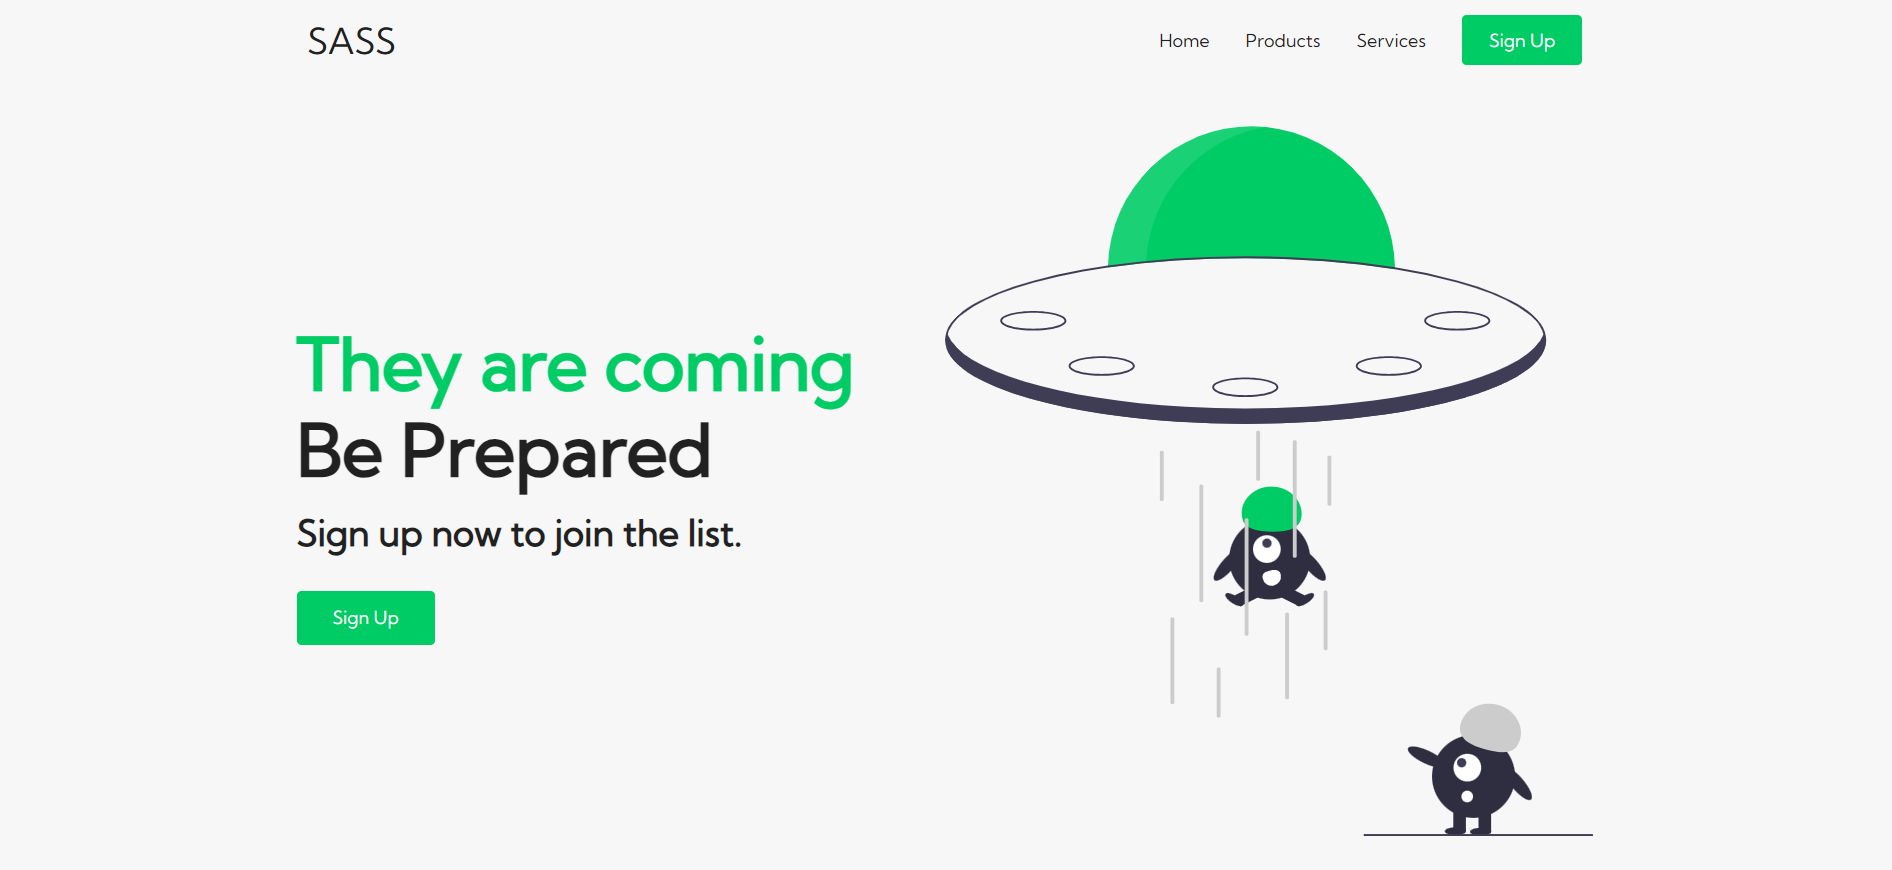 SASS
Home Products Services Sign Up
They are coming
Be Prepared
Sign up now to join the list.
Sign Up